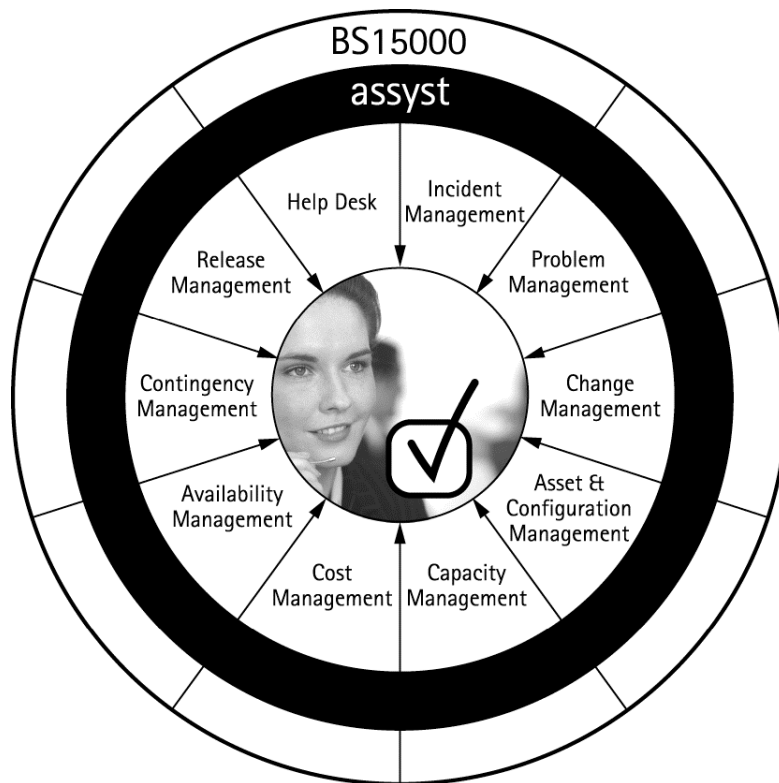 BS15000
assyst
Help Desk
Incident
Management
Problem
Management
Change
Management
Asset &
Configuration
Management
Capacity
Management
Cost
Management
Availability
Management
Contingency
Management
Release
Management